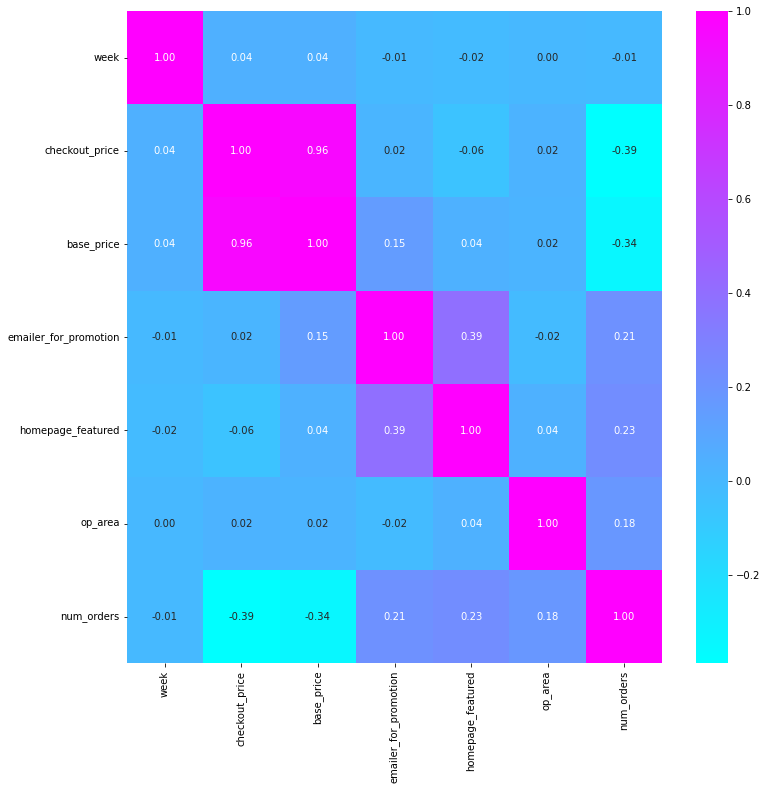 week 1.00 0.04 0.04 -0.01 -0.02 0.00 -0.01
checkout_price 0.04 1.00 0.96 0.02 -0.06 0.02 -0.39
base_price 0.04 0.96 1.00 0.15 0.04 0.02 -0.34
emailer_for_promotion -0.01 0.02 0.15 1.00 0.39 -0.02 0.21
homepage_featured -0.02 -0.06 0.04 0.39 1.00 0.04 0.23
op_area 0.00 0.02 0.02 -0.02 0.04 1.00 0.18
num_orders -0.01 -0.39 -0.34 0.21 0.23 0.18 1.00
week
checkout_price
base_price
emailer_for_promotion
homepage_featured
op_area
num_orders
1.0
0.8
0.6
0.4
0.2
0.0
−0.2